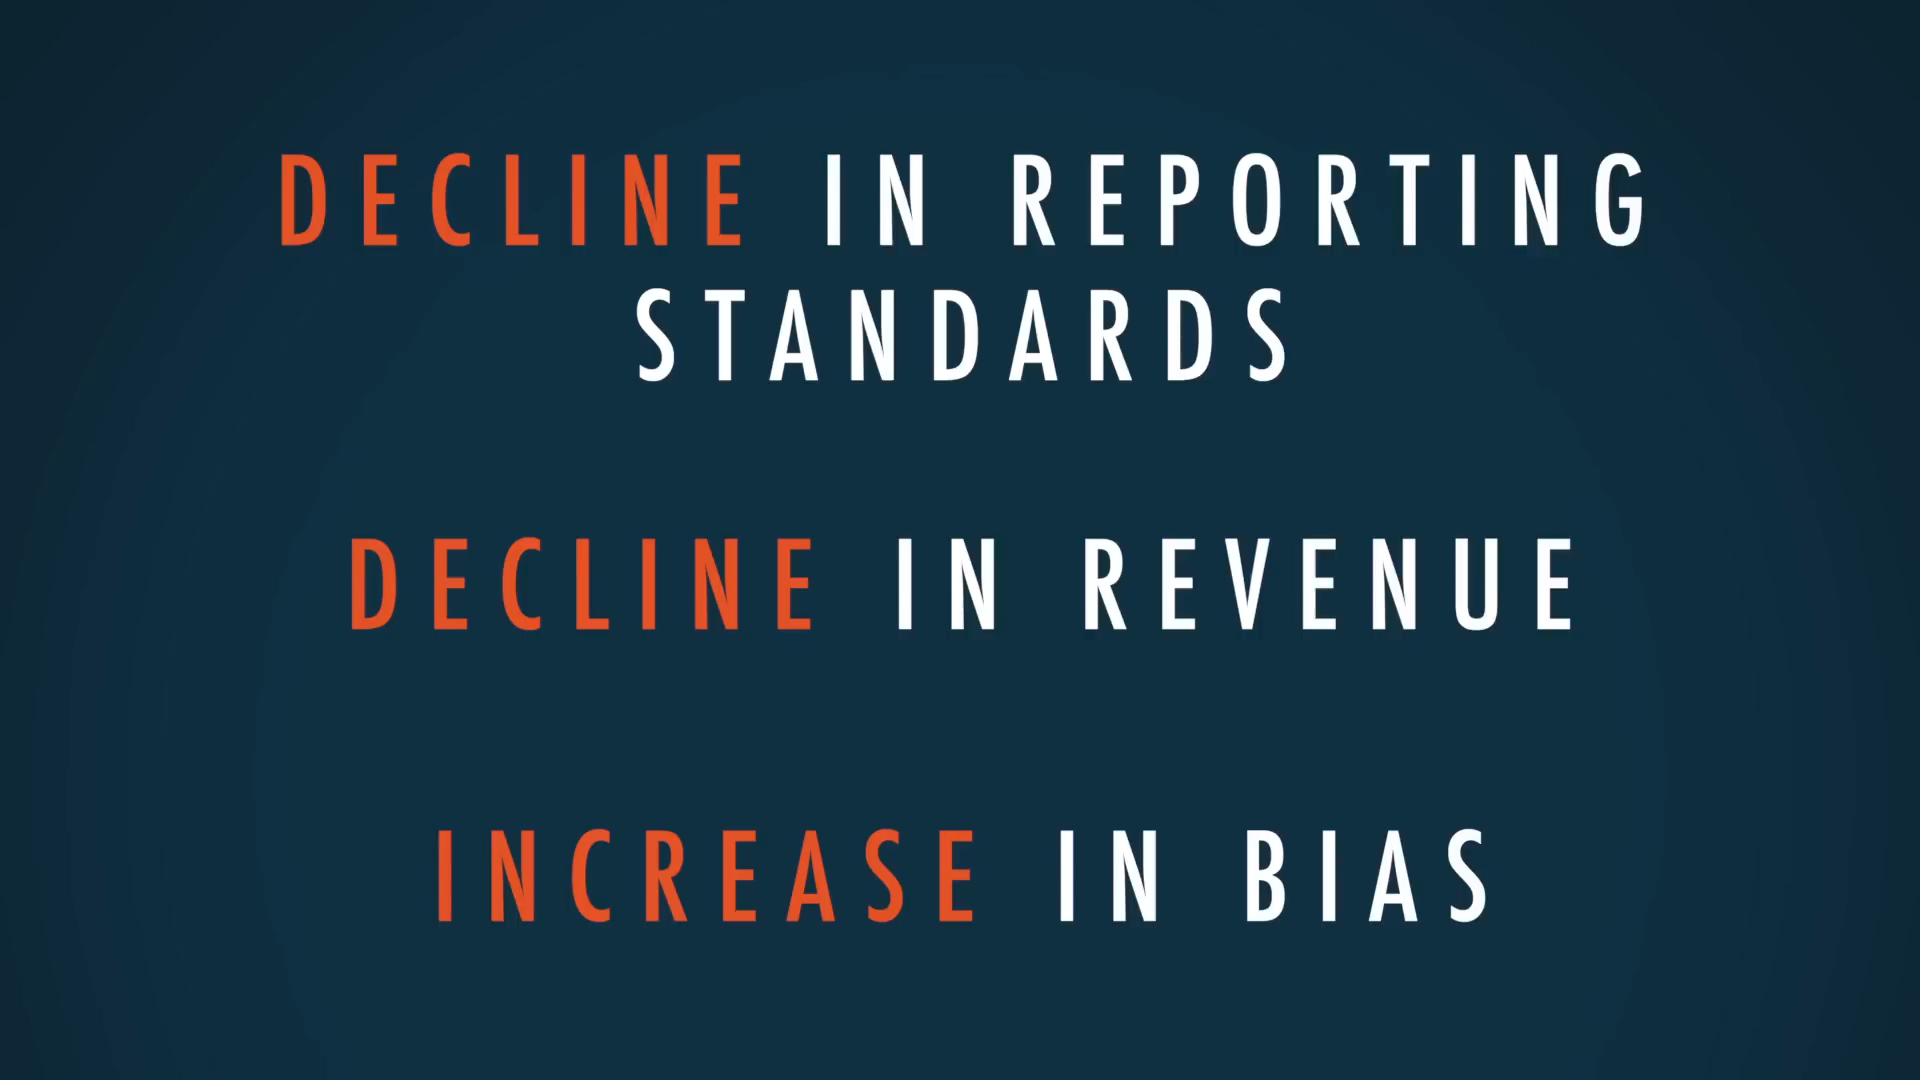 DECLINE IN REPORTING
STANDARDS
DECLINE IN REVENUE
INCREASE IN BIAS